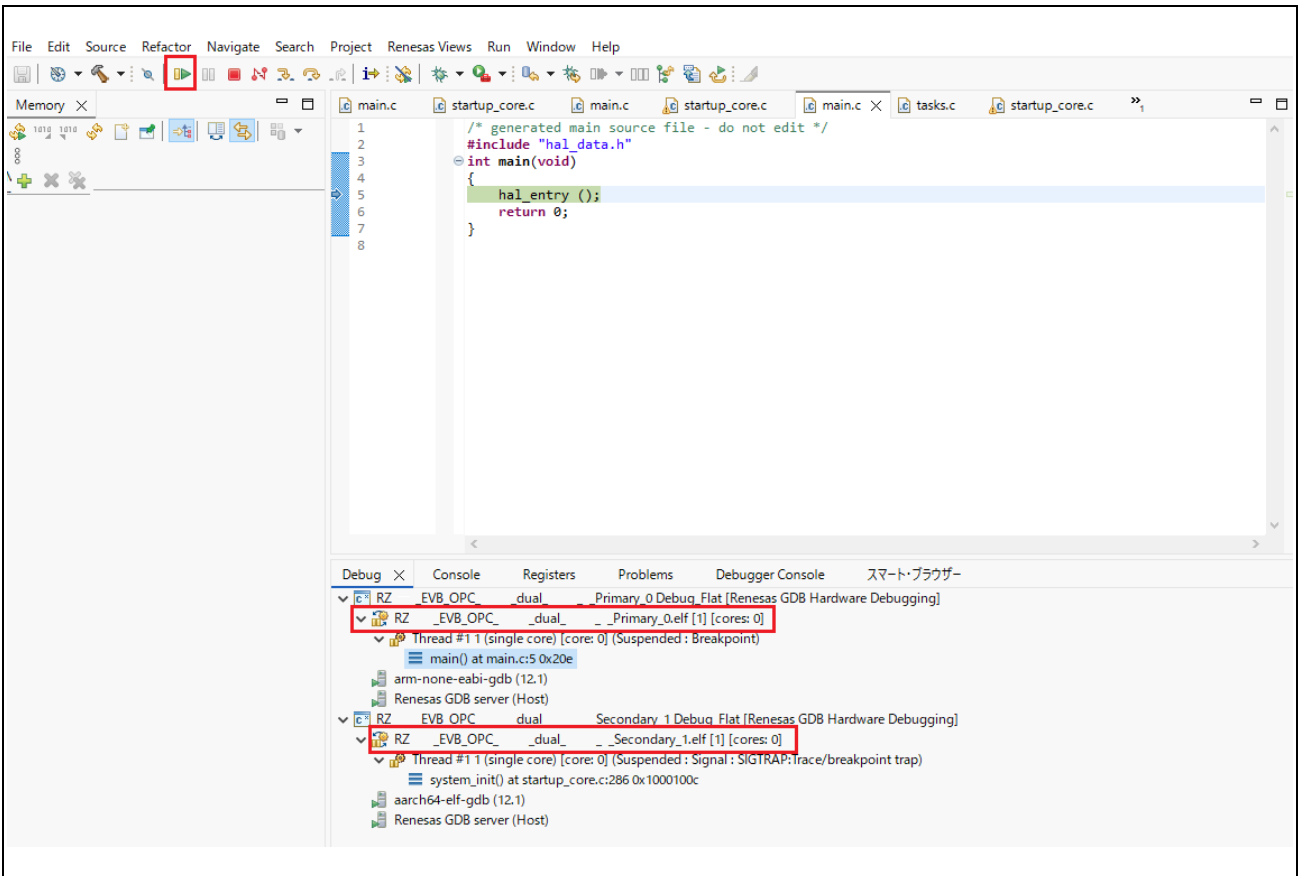 File Edit Source Refactor Navigate Search Project Renesas Views Run Window Help
Memory
main.c startup_core.c main.c startup_core.c main.c tasks.c startup_core.c »1
1 /* generated main source file - do not edit */
2 #include "hal_data.h"
3 int main(void)
4 {
5 hal_entry ();
6 return 0;
7 }
8
Debug Console Registers Problems Debugger Console スマート・ブラウザー
RZ _EVB_OPC_ _dual_ _ _Primary_0 Debug_Flat [Renesas GDB Hardware Debugging]
RZ _EVB_OPC_ _dual_ _ _Primary_0.elf [1] [cores: 0]
Thread #1 1 (single core) [core: 0] (Suspended : Breakpoint)
main() at main.c:5 0x20e
arm-none-eabi-gdb (12.1)
Renesas GDB server (Host)
RZ EVB OPC dual Secondary 1 Debug Flat [Renesas GDB Hardware Debugging]
RZ _EVB_OPC_ _dual_ _ _Secondary_1.elf [1] [cores: 0]
Thread #1 1 (single core) [core: 0] (Suspended : Signal : SIGTRAP:Trace/breakpoint trap)
system_init() at startup_core.c:286 0x1000100c
aarch64-elf-gdb (12.1)
Renesas GDB server (Host)